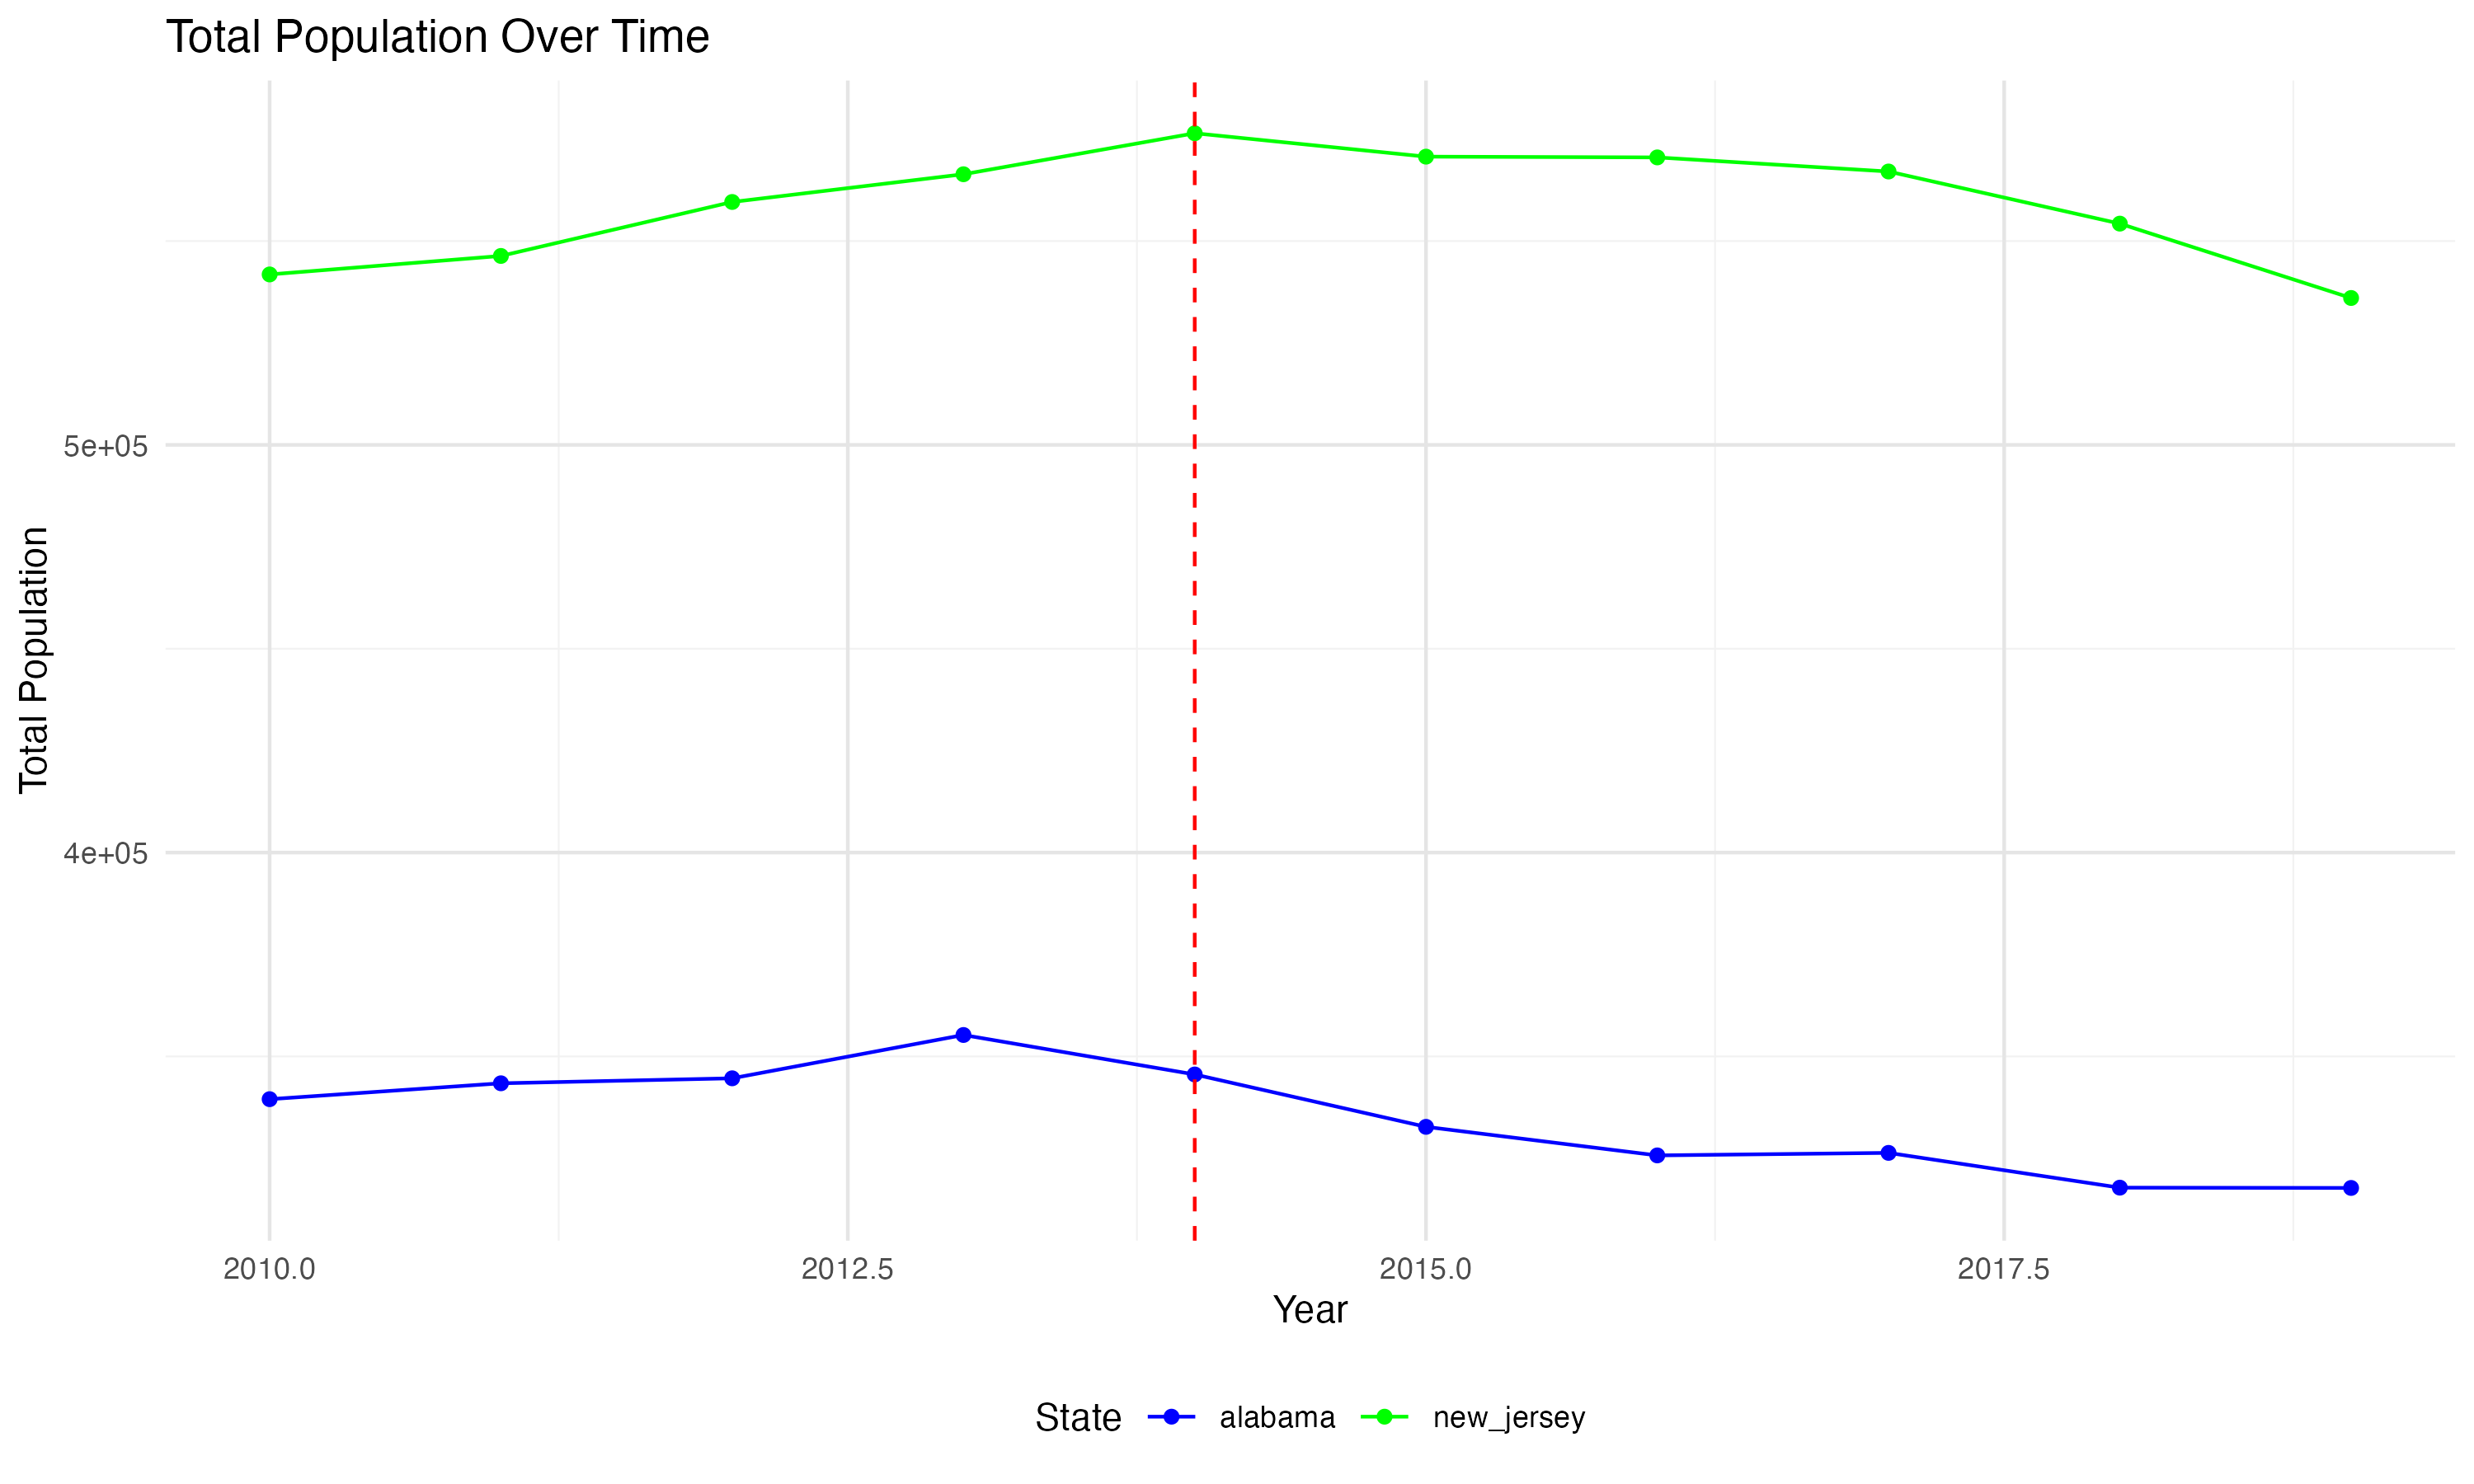 Total Population Over Time
Total Population
5e+05
4e+05
2010.0
2012.5
2015.0
2017.5
Year
State
alabama
new_jersey